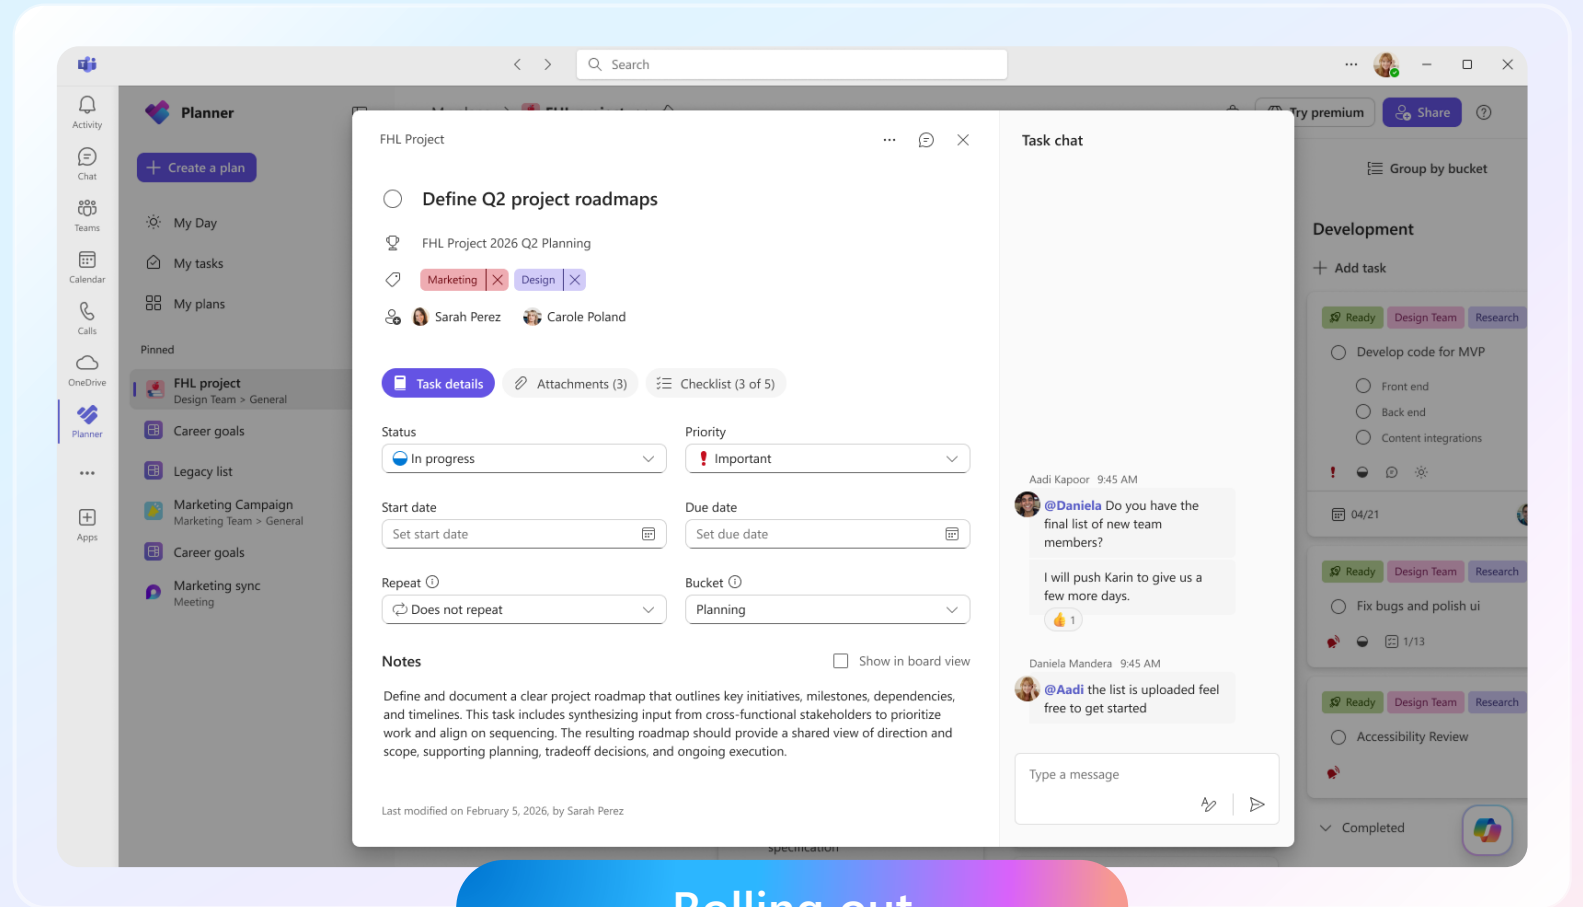 Search
Activity
Chat
Teams
Calendar
Calls
OneDrive
Planner
Apps
Planner
Create a plan
My Day
My tasks
My plans
Pinned
FHL project
Design Team > General
Career goals
Legacy list
Marketing Campaign
Marketing Team > General
Career goals
Marketing sync
Meeting
Try premium
Share
Group by bucket
FHL Project
Define Q2 project roadmaps
FHL Project 2026 Q2 Planning
Marketing
Design
Sarah Perez
Carole Poland
Task details
Attachments (3)
Checklist (3 of 5)
Status
In progress
Priority
Important
Start date
Set start date
Due date
Set due date
Repeat
Does not repeat
Bucket
Planning
Notes
Show in board view
Define and document a clear project roadmap that outlines key initiatives, milestones, dependencies,
and timelines. This task includes synthesizing input from cross-functional stakeholders to prioritize
work and align on sequencing. The resulting roadmap should provide a shared view of direction and
scope, supporting planning, tradeoff decisions, and ongoing execution.
Last modified on February 5, 2026, by Sarah Perez
Task chat
Aadi Kapoor 9:45 AM
@Daniela Do you have the
final list of new team
members?
I will push Karin to give us a
few more days.
👍 1
Daniela Mandera 9:45 AM
@Aadi the list is uploaded feel
free to get started
Type a message
Development
Add task
Ready
Design Team
Research
Develop code for MVP
Front end
Back end
Content integrations
04/21
Ready
Design Team
Research
Fix bugs and polish ui
1/13
Ready
Design Team
Research
Accessibility Review
Completed
specification
Rolling out